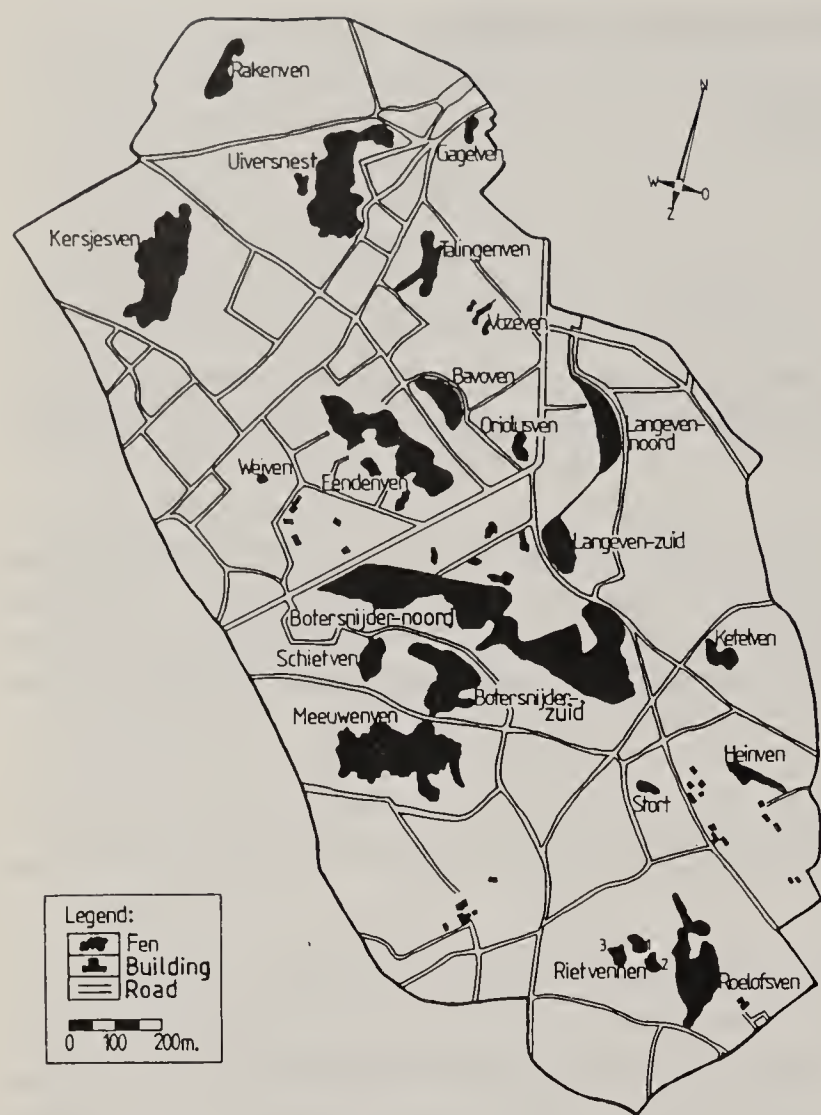 Rakenven
N
Uiversnest
Gagelven
W
O
Z
Kersjesven
Talingenven
Vozeven
Bavoven
Oriolusven
Langeven-
noord
Weiven
Eendenven
Langeven-zuid
Botersnijder-noord
Ketelven
Schietven
Botersnijder-
zuid
Meeuwenven
Heinven
Stort
Legend:
Fen
Building
Road
0 100 200m.
3 1
2
Rietvennen
Roelofsven